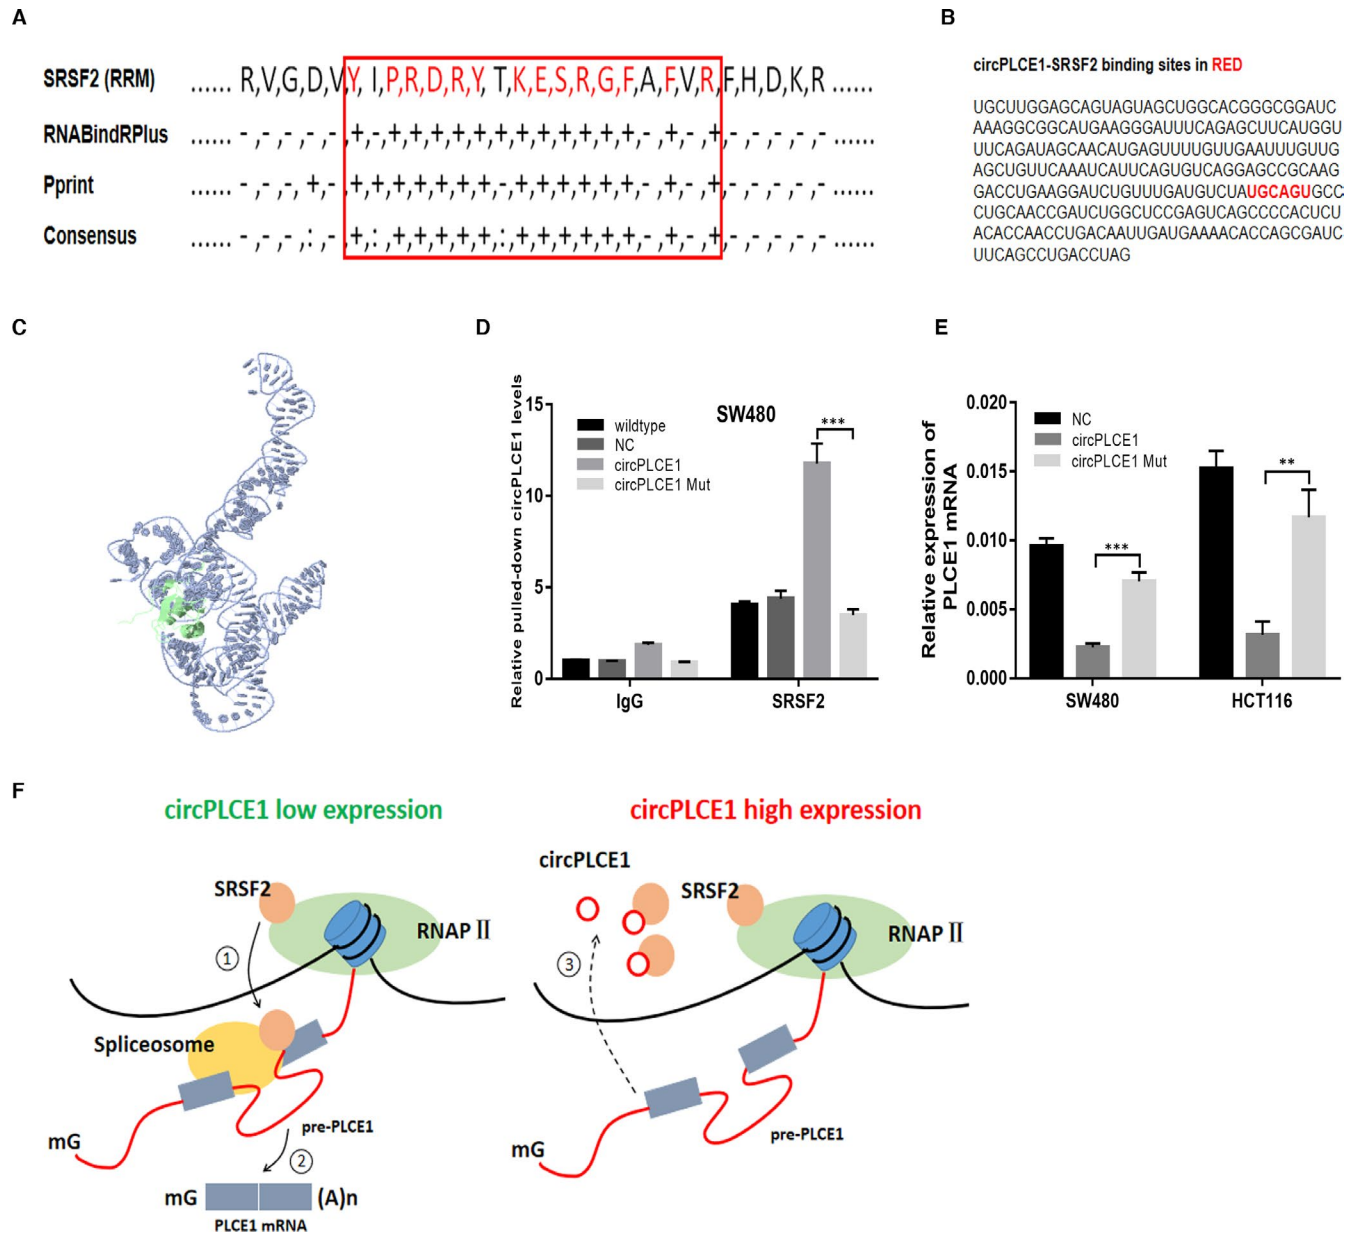 A
SRSF2 (RRM) ...... R,V,G,D,V,Y,I,P,R,D,R,Y,T,K,E,S,R,G,F,A,F,V,R,F,H,D,K,R ......
RNABindRPlus ...... -,-,-,-,-,+,-,+,+,+,+,+,+,+,+,+,+,+,+,-,+,-,+,-,-,-,-,- ......
Pprint ...... -,-,-,+,-,+,+,+,+,+,+,+,-,+,+,+,+,+,+,-,+,-,+,-,-,-,-,- ......
Consensus ...... -,-,-,:,-,+,:,+,+,+,+,+,:,+,+,+,+,+,+,-,+,-,+,-,-,-,-,- ......
B
circPLCE1-SRSF2 binding sites in RED
UGCUUGGAGCAGUAGUAGCUGGCACGGGCGGAUC
AAAGGCGGCAUGAAGGGAUUUCAGAGCUUCAUGGU
UUCAGAUAGCAACAUGAGUUUUGUUGAAUUUGUUG
AGCUGUUCAAAUCAUUCAGUGUCAGGAGCCGCAAG
GACCUGAAGGAUCUGUUUGAUGUCUAUGCAGUGCC
CUGCAACCGAUCUGGCUCCGAGUCAGCCCCACUCU
ACACCAACCUGACAAUUGAUGAAAACACCAGCGAUC
UUCAGCCUGACCUAG
C
D
SW480
wildtype
NC
circPLCE1
circPLCE1 Mut
***
Relative pulled-down circPLCE1 levels
15
10
5
0
IgG
SRSF2
E
NC
circPLCE1
circPLCE1 Mut
***
**
Relative expression of
PLCE1 mRNA
0.020
0.015
0.010
0.005
0.000
SW480
HCT116
F
circPLCE1 low expression
SRSF2
RNAP II
1
Spliceosome
pre-PLCE1
mG
2
mG (A)n
PLCE1 mRNA
circPLCE1 high expression
circPLCE1
SRSF2
RNAP II
3
pre-PLCE1
mG